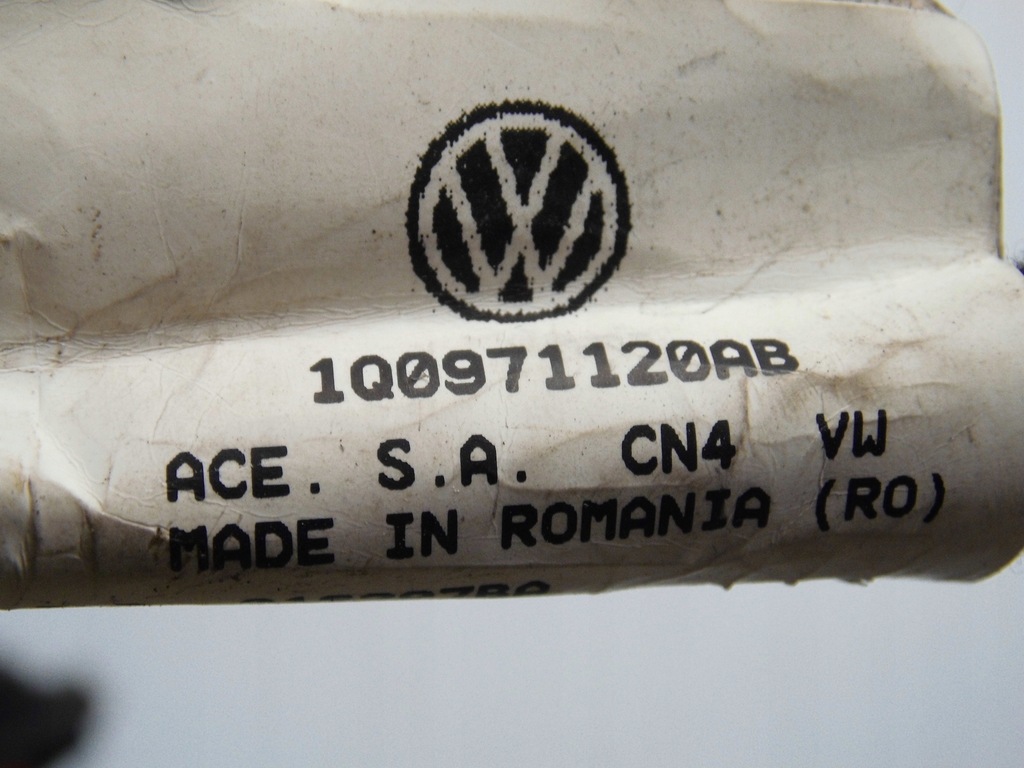 1Q0971120AB
ACE. S.A. CN4 VW
MADE IN ROMANIA (RO)